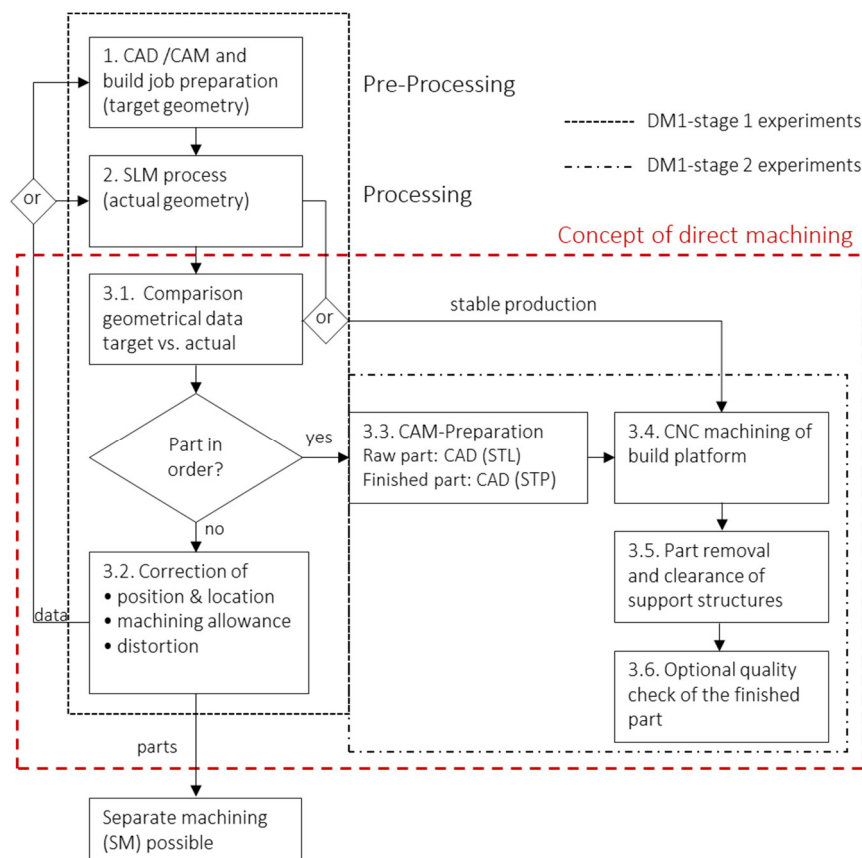 1. CAD /CAM and
build job preparation
(target geometry)
Pre-Processing
DM1-stage 1 experiments
DM1-stage 2 experiments
or
2. SLM process
(actual geometry)
Processing
Concept of direct machining
3.1. Comparison
geometrical data
target vs. actual
or
stable production
Part in
order?
yes
3.3. CAM-Preparation
Raw part: CAD (STL)
Finished part: CAD (STP)
3.4. CNC machining of
build platform
no
3.2. Correction of
• position & location
• machining allowance
• distortion
data
3.5. Part removal
and clearance of
support structures
3.6. Optional quality
check of the finished
part
parts
Separate machining
(SM) possible